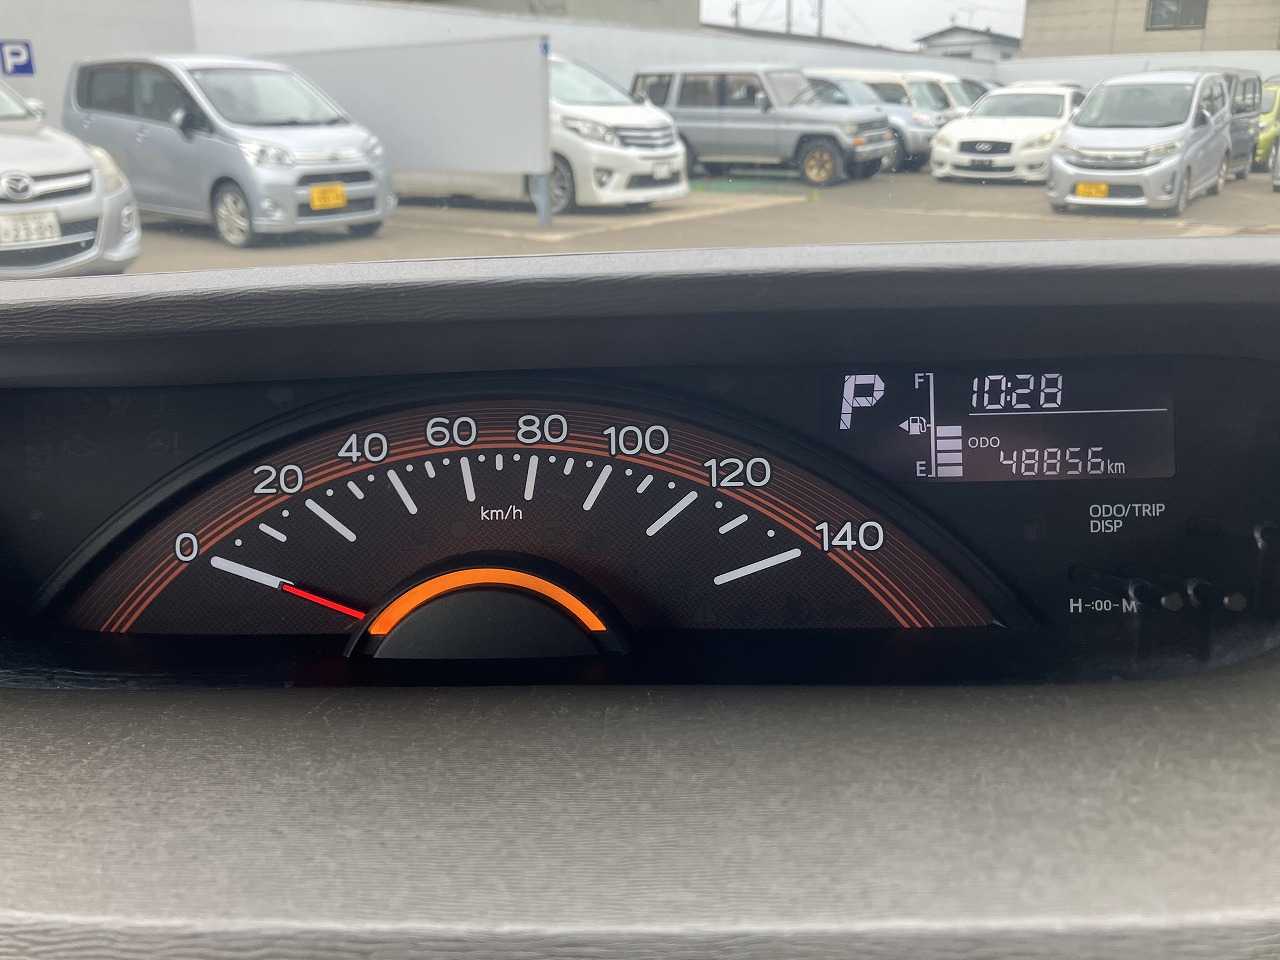 P
0
20
40
60
80
100
120
140
km/h
P
F
E
10:28
ODO
48856km
ODO/TRIP
DISP
H-:00-M